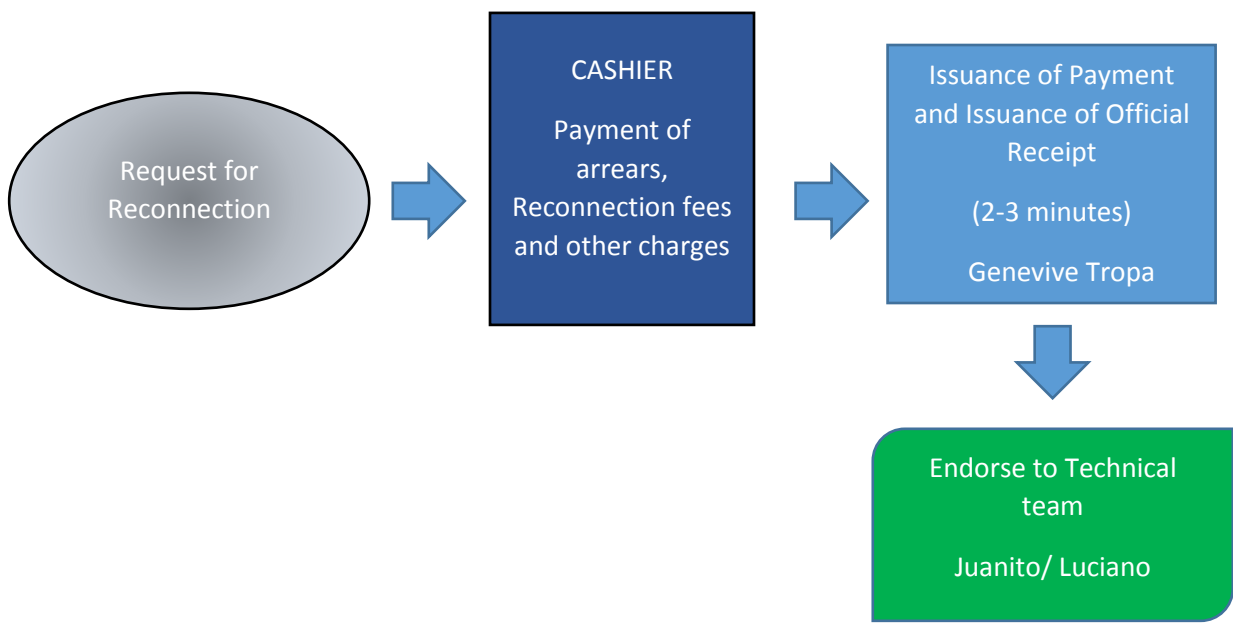 Request for
Reconnection
CASHIER
Payment of
arrears,
Reconnection fees
and other charges
Issuance of Payment
and Issuance of Official
Receipt
(2-3 minutes)
Genevive Tropa
Endorse to Technical
team
Juanito/ Luciano